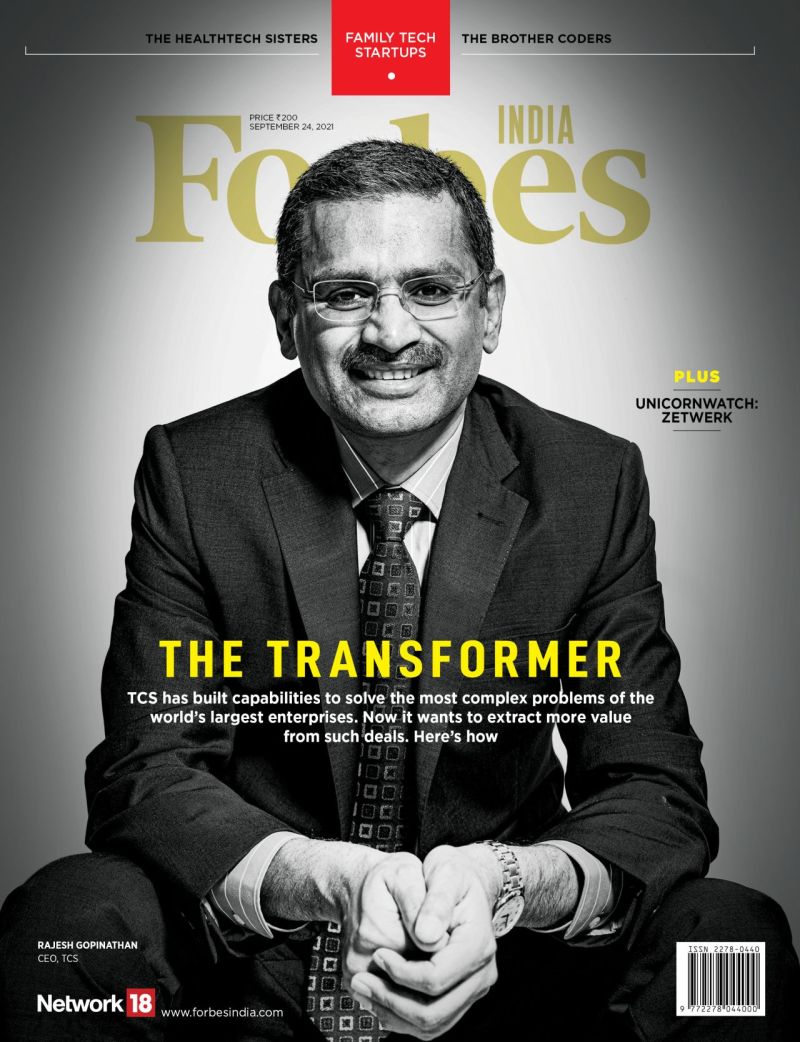 THE HEALTHTECH SISTERS
FAMILY TECH
STARTUPS
THE BROTHER CODERS
PRICE ₹200
SEPTEMBER 24, 2021
INDIA
Forbes
PLUS
UNICORNWATCH:
ZETWERK
THE TRANSFORMER
TCS has built capabilities to solve the most complex problems of the
world's largest enterprises. Now it wants to extract more value
from such deals. Here's how
RAJESH GOPINATHAN
CEO, TCS
Network 18
www.forbesindia.com
ISSN 2278-0440
9 772278 044000